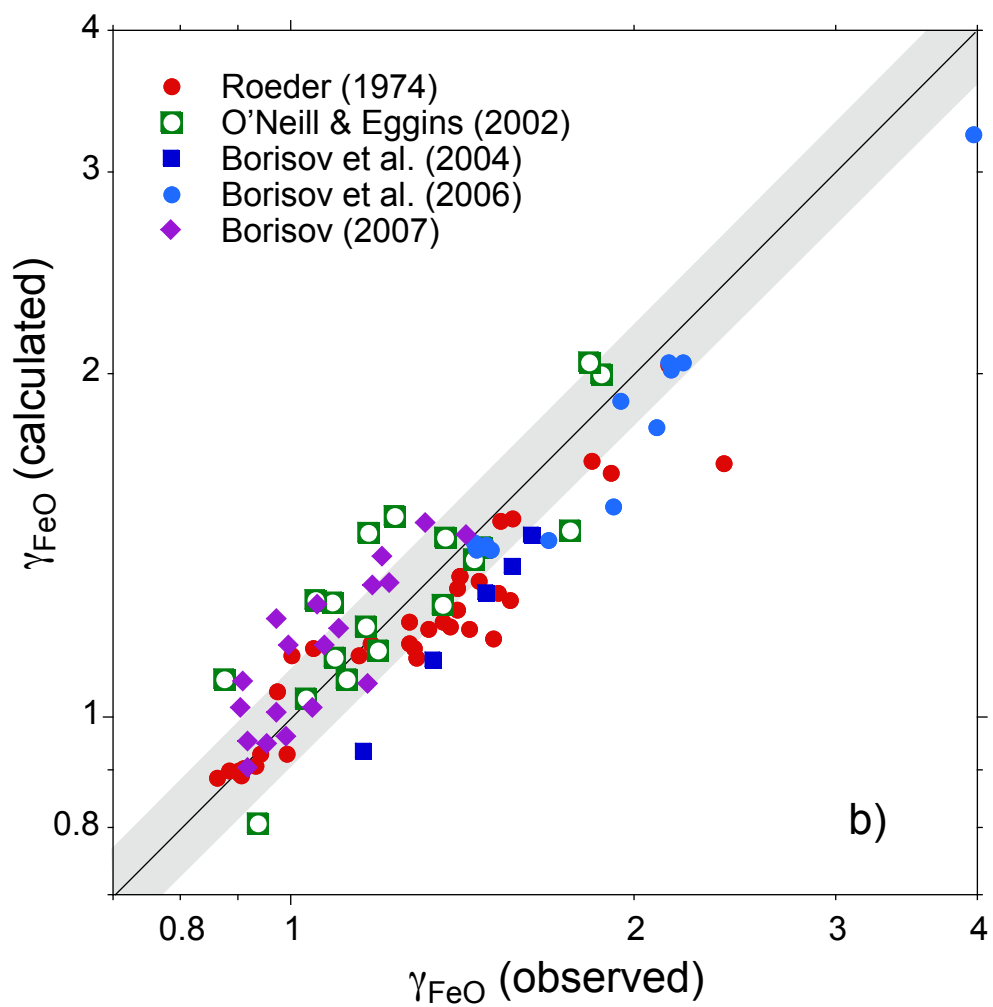 4
3
2
1
0.8
γFeO (calculated)
Roeder (1974)
O'Neill & Eggins (2002)
Borisov et al. (2004)
Borisov et al. (2006)
Borisov (2007)
b)
0.8 1 2 3 4
γFeO (observed)